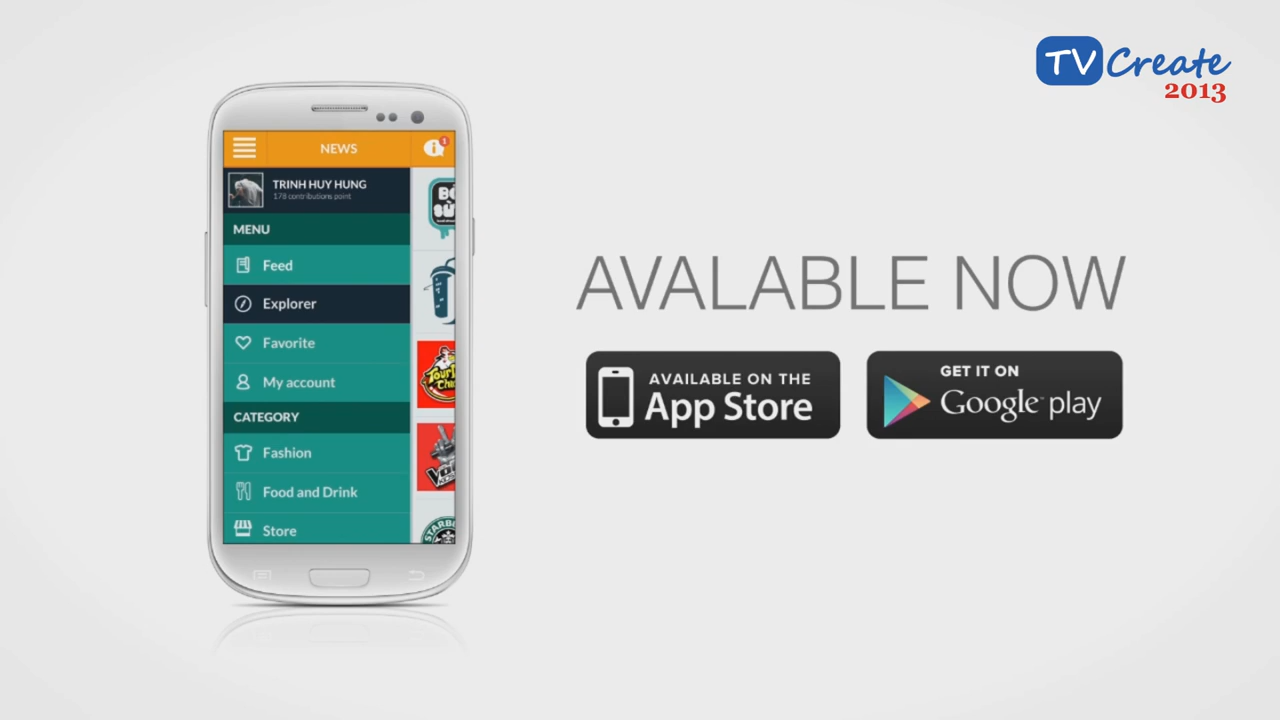 TV Create
2013
NEWS
1
TRINH HUY HUNG
178 contributions point
MENU
Feed
Explorer
Favorite
My account
CATEGORY
Fashion
Food and Drink
Store
AVALABLE NOW
AVAILABLE ON THE
App Store
GET IT ON
Google play